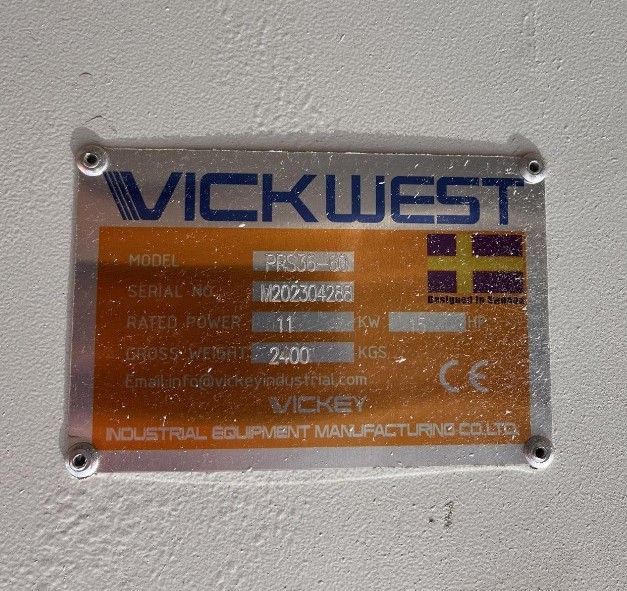 VICKWEST
MODEL PRS36-60
Designed in Sweden
SERIAL NO. M202304288
RATED POWER 11 KW 15 HP
GROSS WEIGHT 2400 KGS
Email:info@vickeyindustrial.com
CE
VICKEY
INDUSTRIAL EQUIPMENT MANUFACTURING CO.LTD.